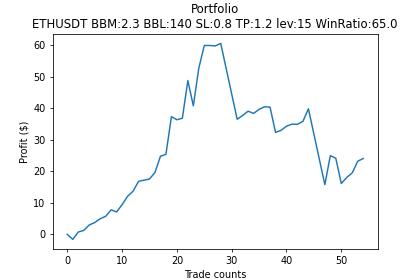 Portfolio
ETHUSDT BBM:2.3 BBL:140 SL:0.8 TP:1.2 lev:15 WinRatio:65.0
60
50
40
30
20
10
0
Profit ($)
0 10 20 30 40 50
Trade counts